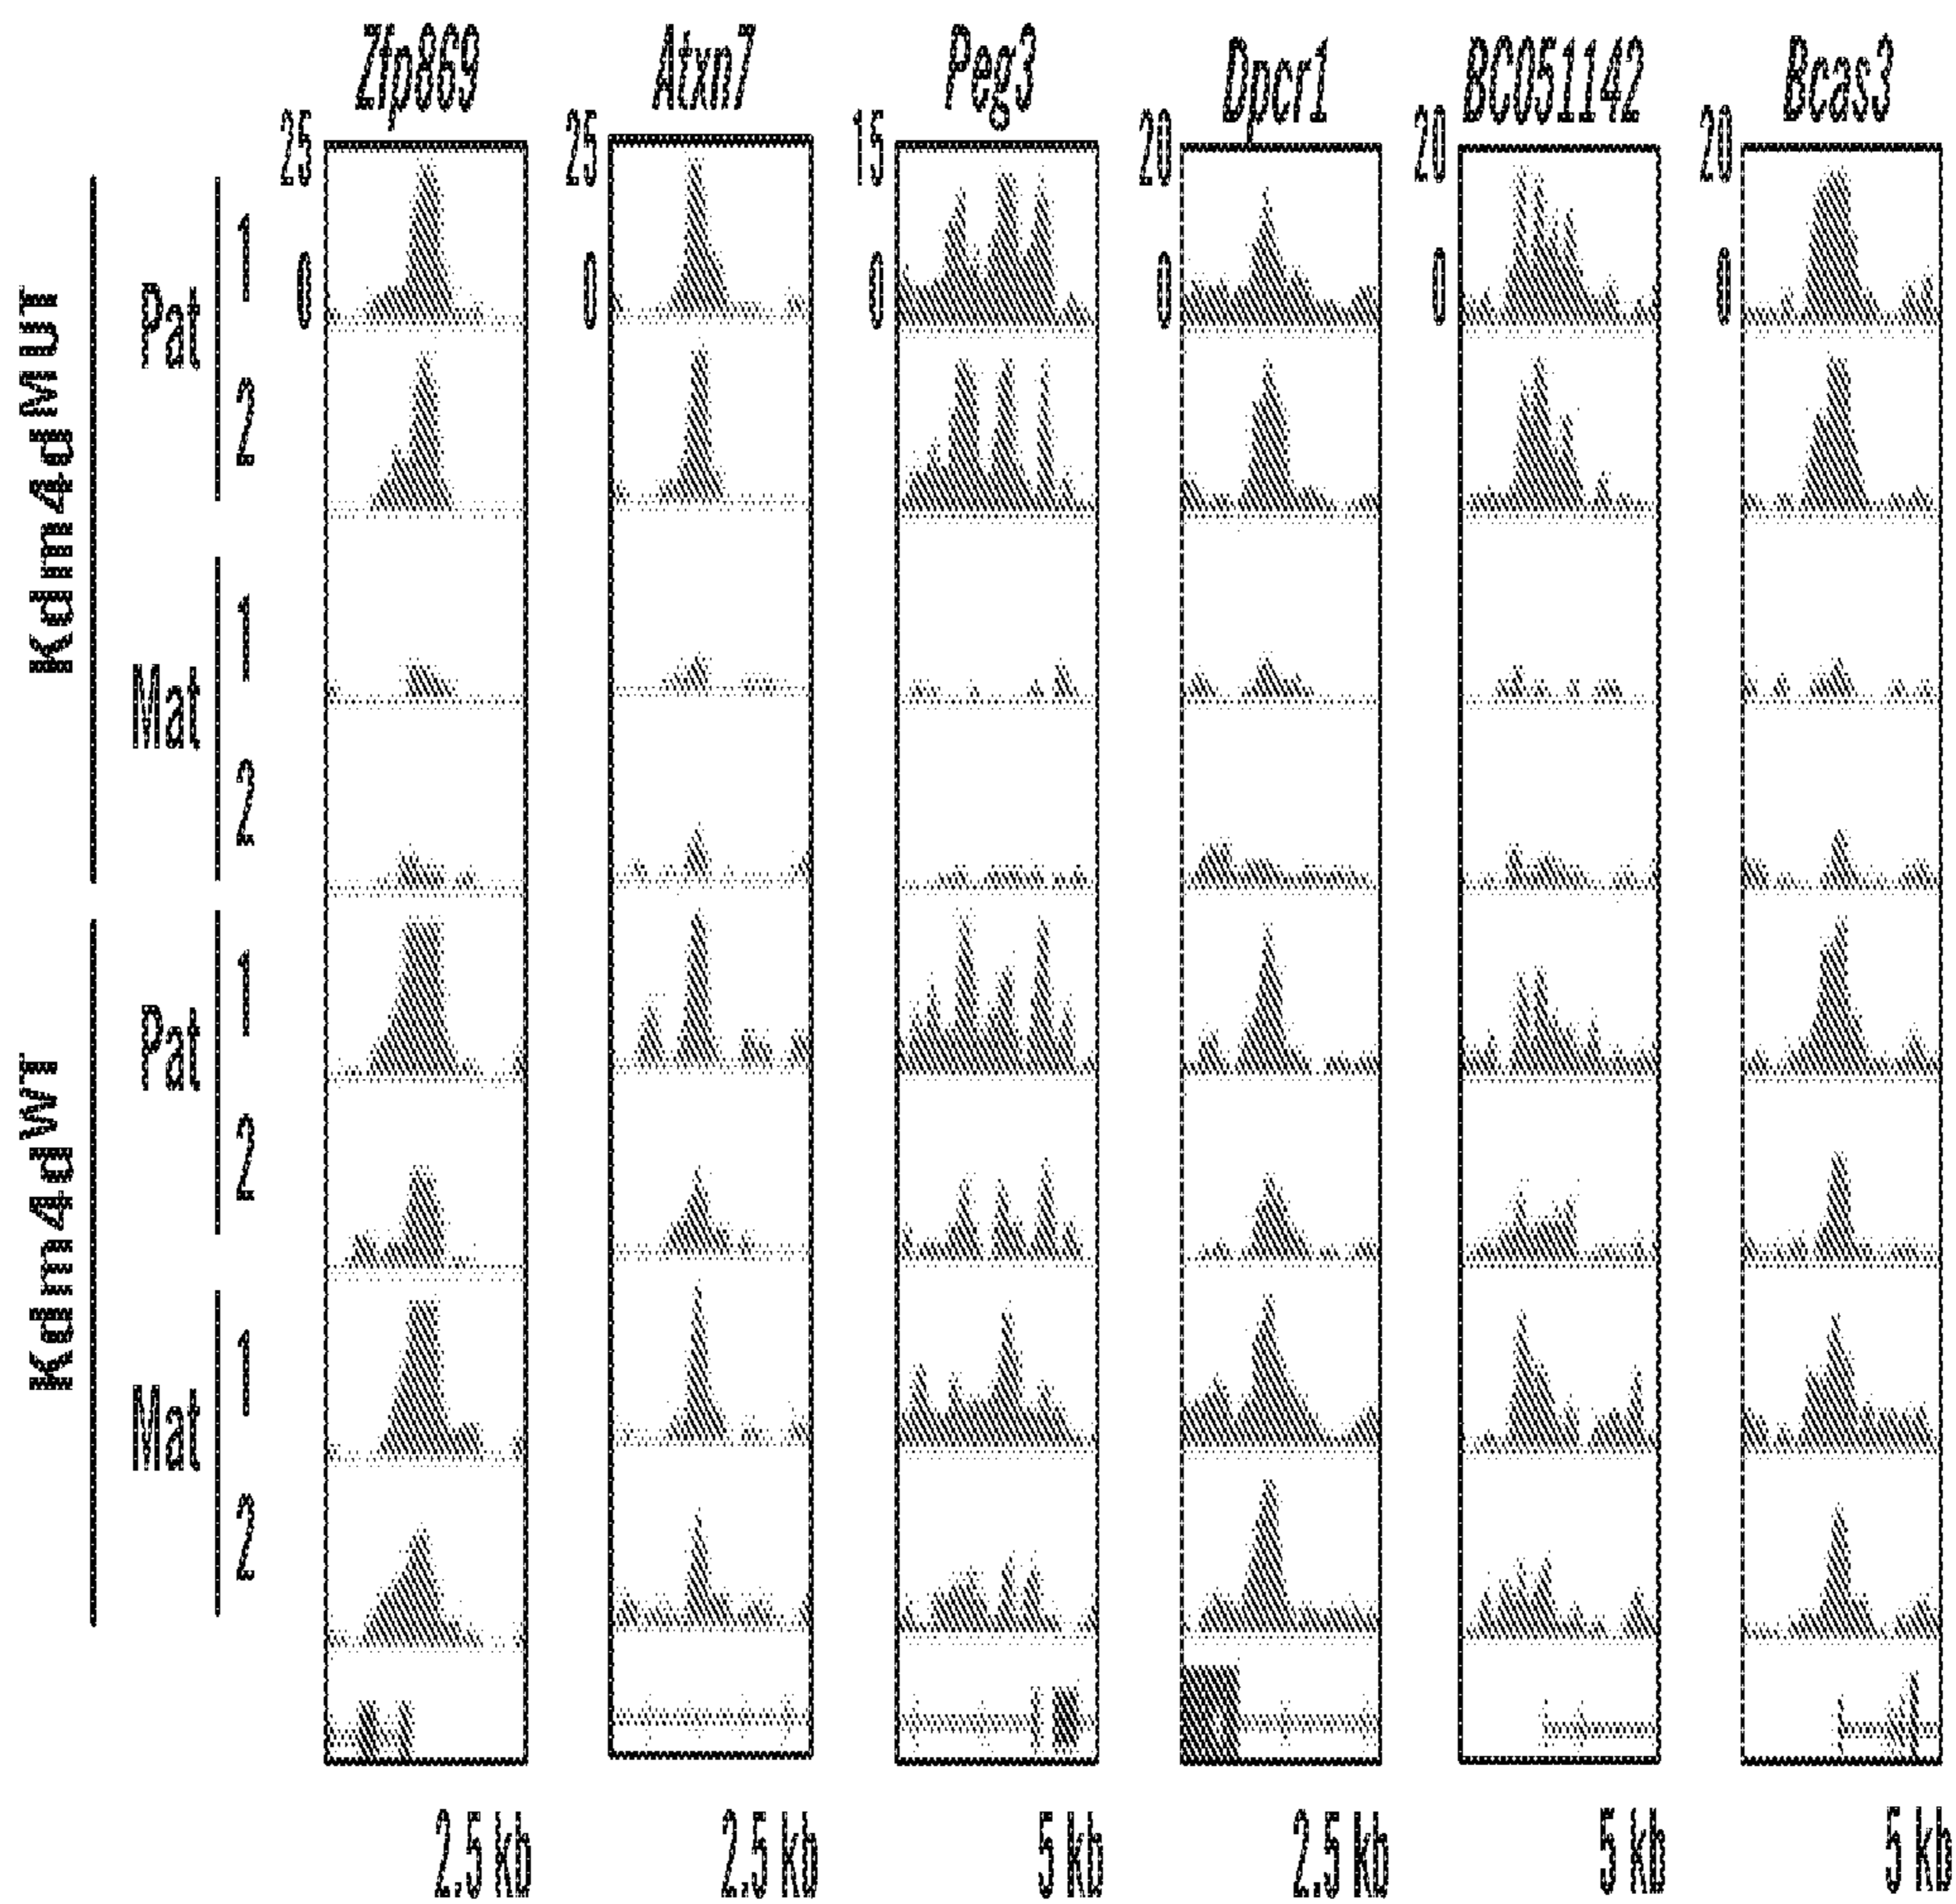 Zfp869 Atxn7 Peg3 Dpcr1 BC051142 Bcas3
25 25 15 20 20 20
0 0 0 0 0 0
Kdm4dMUT
Pat
1
2
Mat
1
2
Kdm4dWT
Pat
1
2
Mat
1
2
2.5 kb 2.5 kb 5 kb 2.5 kb 5 kb 5 kb